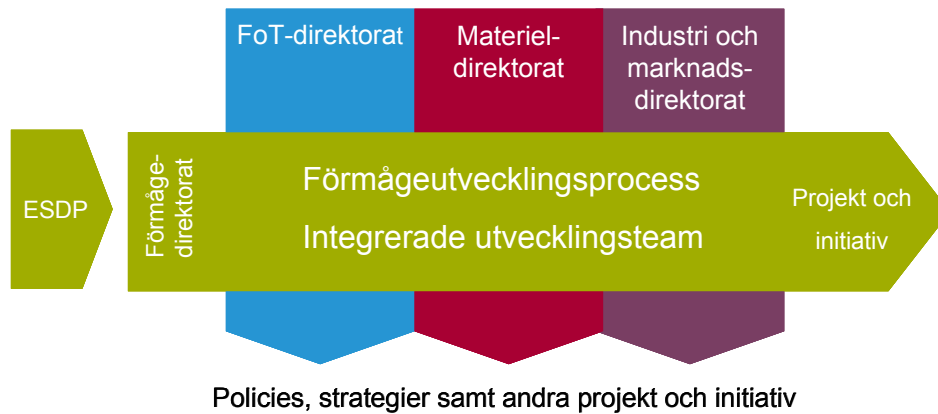 FoT-direktorat
Materiel-
direktorat
Industri och
marknads-
direktorat
ESDP
Förmåge-
direktorat
Förmågeutvecklingsprocess
Integrerade utvecklingsteam
Projekt och
initiativ
Policies, strategier samt andra projekt och initiativ